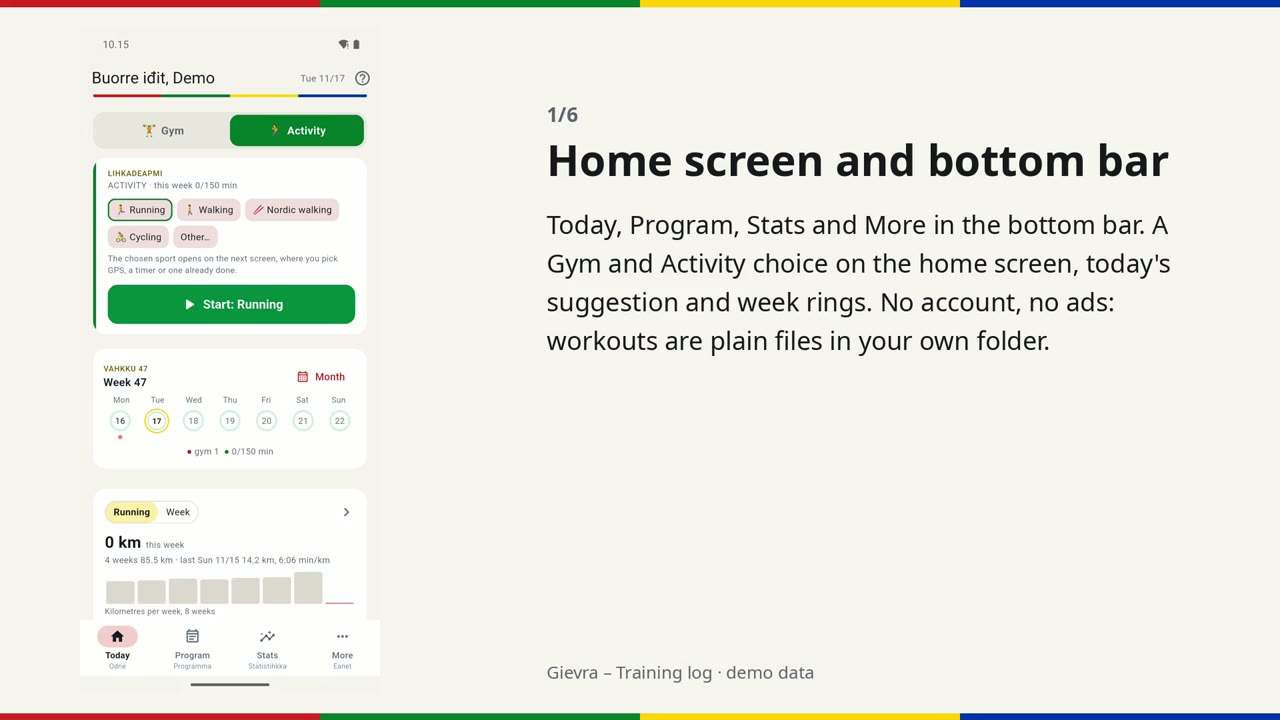 10.15
Buorre iđit, Demo
Tue 11/17
Gym
Activity
LIHKADEAPMI
ACTIVITY · this week 0/150 min
Running
Walking
Nordic walking
Cycling
Other…
The chosen sport opens on the next screen, where you pick
GPS, a timer or one already done.
Start: Running
VAHKKU 47
Week 47
Month
Mon Tue Wed Thu Fri Sat Sun
16 17 18 19 20 21 22
gym 1 0/150 min
Running
Week
0 km this week
4 weeks 85.5 km · last Sun 11/15 14.2 km, 6:06 min/km
Kilometres per week, 8 weeks
Today Program Stats More
Odne Prográmma Statistihkka Eanet
1/6
Home screen and bottom bar
Today, Program, Stats and More in the bottom bar. A
Gym and Activity choice on the home screen, today's
suggestion and week rings. No account, no ads:
workouts are plain files in your own folder.
Gievra – Training log · demo data